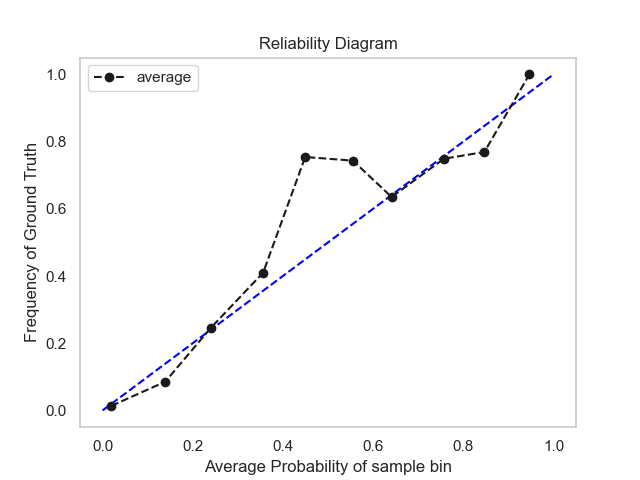 Reliability Diagram
average
1.0
0.8
0.6
0.4
0.2
0.0
Frequency of Ground Truth
0.0 0.2 0.4 0.6 0.8 1.0
Average Probability of sample bin